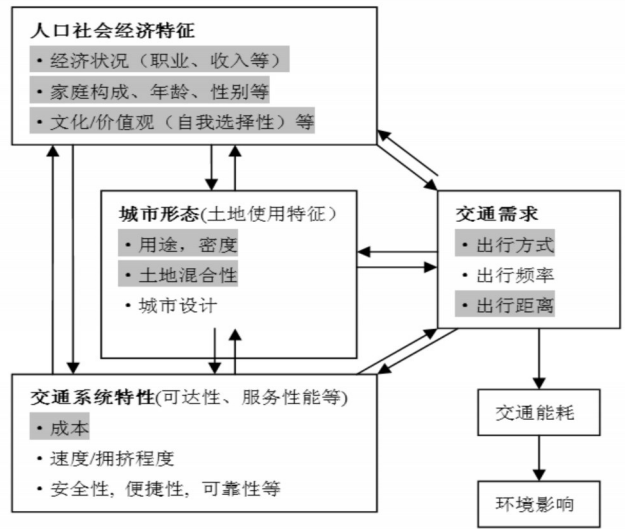 人口社会经济特征
·经济状况（职业、收入等）
·家庭构成、年龄、性别等
·文化/价值观（自我选择性）等
城市形态(土地使用特征）
·用途，密度
·土地混合性
·城市设计
交通需求
·出行方式
·出行频率
·出行距离
交通系统特性(可达性、服务性能等)
·成本
·速度/拥挤程度
·安全性, 便捷性, 可靠性等
交通能耗
环境影响